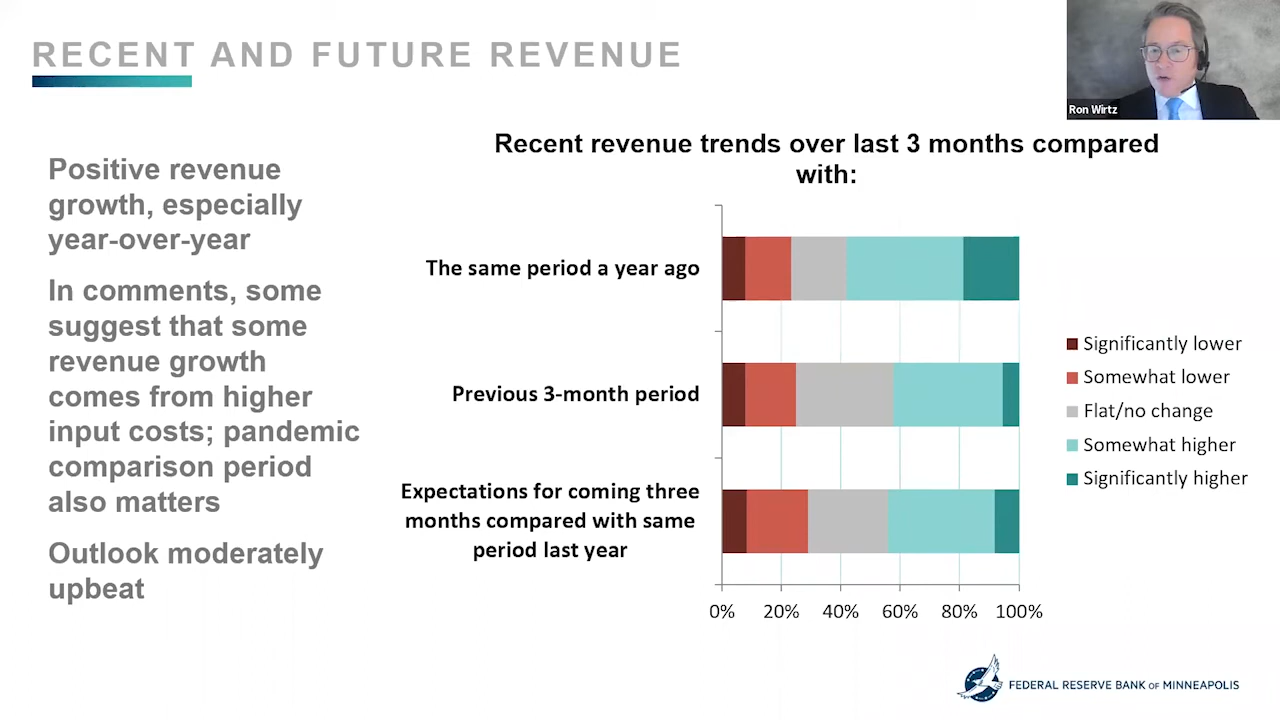 RECENT AND FUTURE REVENUE
Ron Wirtz
Positive revenue
growth, especially
year-over-year
In comments, some
suggest that some
revenue growth
comes from higher
input costs; pandemic
comparison period
also matters
Outlook moderately
upbeat
Recent revenue trends over last 3 months compared
with:
The same period a year ago
Previous 3-month period
Expectations for coming three
months compared with same
period last year
0% 20% 40% 60% 80% 100%
Significantly lower
Somewhat lower
Flat/no change
Somewhat higher
Significantly higher
FEDERAL RESERVE BANK OF MINNEAPOLIS